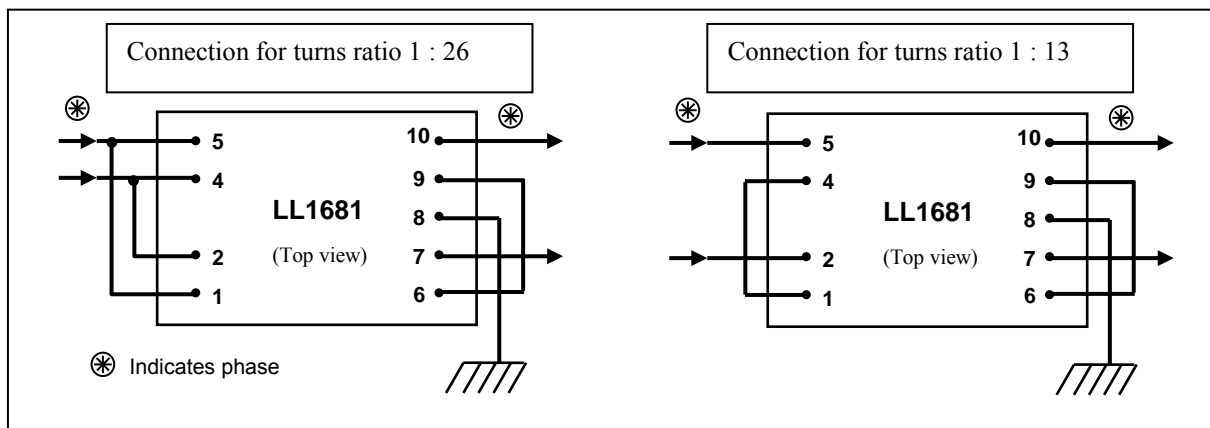 Connection for turns ratio 1 : 26
5
4
2
1
LL1681
(Top view)
10
9
8
7
6
Indicates phase
Connection for turns ratio 1 : 13
5
4
2
1
LL1681
(Top view)
10
9
8
7
6